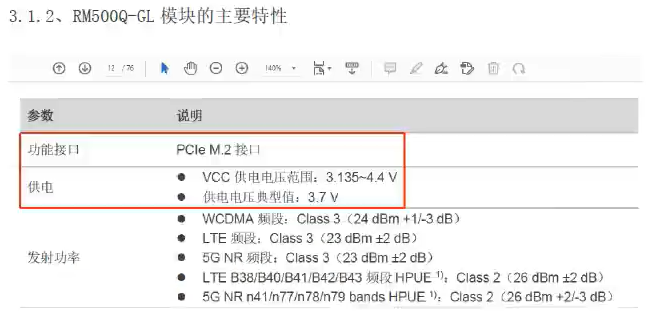 3.1.2、RM500Q-GL 模块的主要特性
12 / 76
140%
参数 说明
功能接口 PCIe M.2 接口
供电
● VCC 供电电压范围：3.135~4.4 V
● 供电电压典型值：3.7 V
发射功率
● WCDMA 频段：Class 3（24 dBm +1/-3 dB）
● LTE 频段：Class 3（23 dBm ±2 dB）
● 5G NR 频段：Class 3（23 dBm ±2 dB）
● LTE B38/B40/B41/B42/B43 频段 HPUE 1)：Class 2（26 dBm ±2 dB）
● 5G NR n41/n77/n78/n79 bands HPUE 1)：Class 2（26 dBm +2/-3 dB）